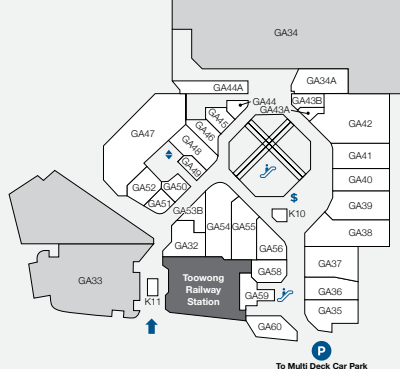 GA34
GA44A
GA34A
GA44
GA43B
GA43A
GA45
GA42
GA46
GA47
GA48
GA41
GA49
GA40
GA52
GA50
$
GA39
GA51
GA53B
K10
GA54
GA55
GA38
GA32
GA56
GA37
GA58
GA33
Toowong
Railway
Station
K11
GA59
GA36
GA35
GA60
P
To Multi Deck Car Park